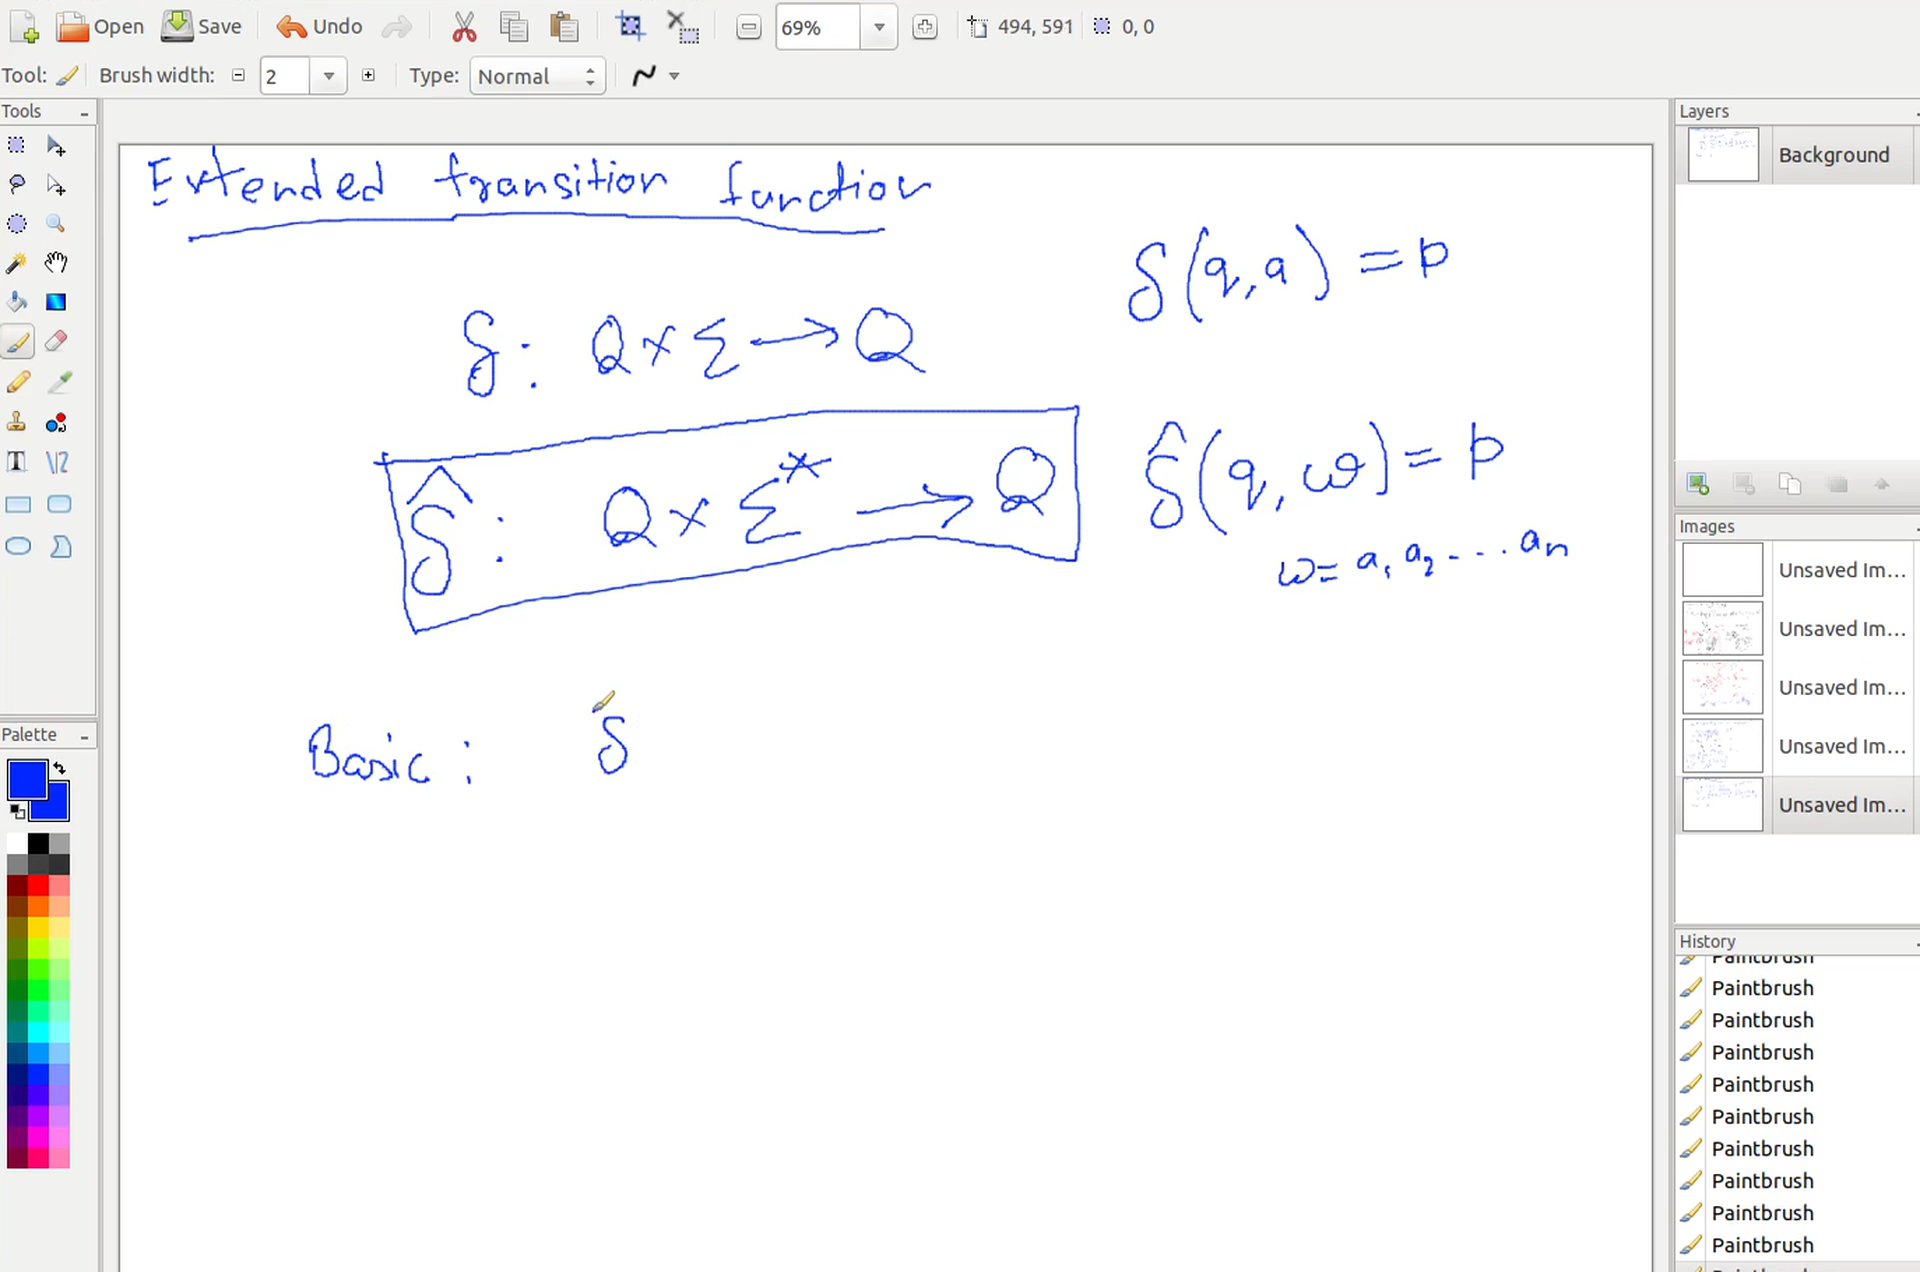 Open Save Undo 69% 494, 591 0, 0
Tool: Brush width: 2 Type: Normal
Tools
Layers
Background
Extended transition function
δ(q, a) = p
δ: Q × Σ → Q
δ̂: Q × Σ* → Q
δ̂(q, ω) = p
ω = a₁ a₂ ... aₙ
Basic: δ
Images
Unsaved Im...
Unsaved Im...
Unsaved Im...
Unsaved Im...
Unsaved Im...
Palette
History
Paintbrush
Paintbrush
Paintbrush
Paintbrush
Paintbrush
Paintbrush
Paintbrush
Paintbrush
Paintbrush
Paintbrush